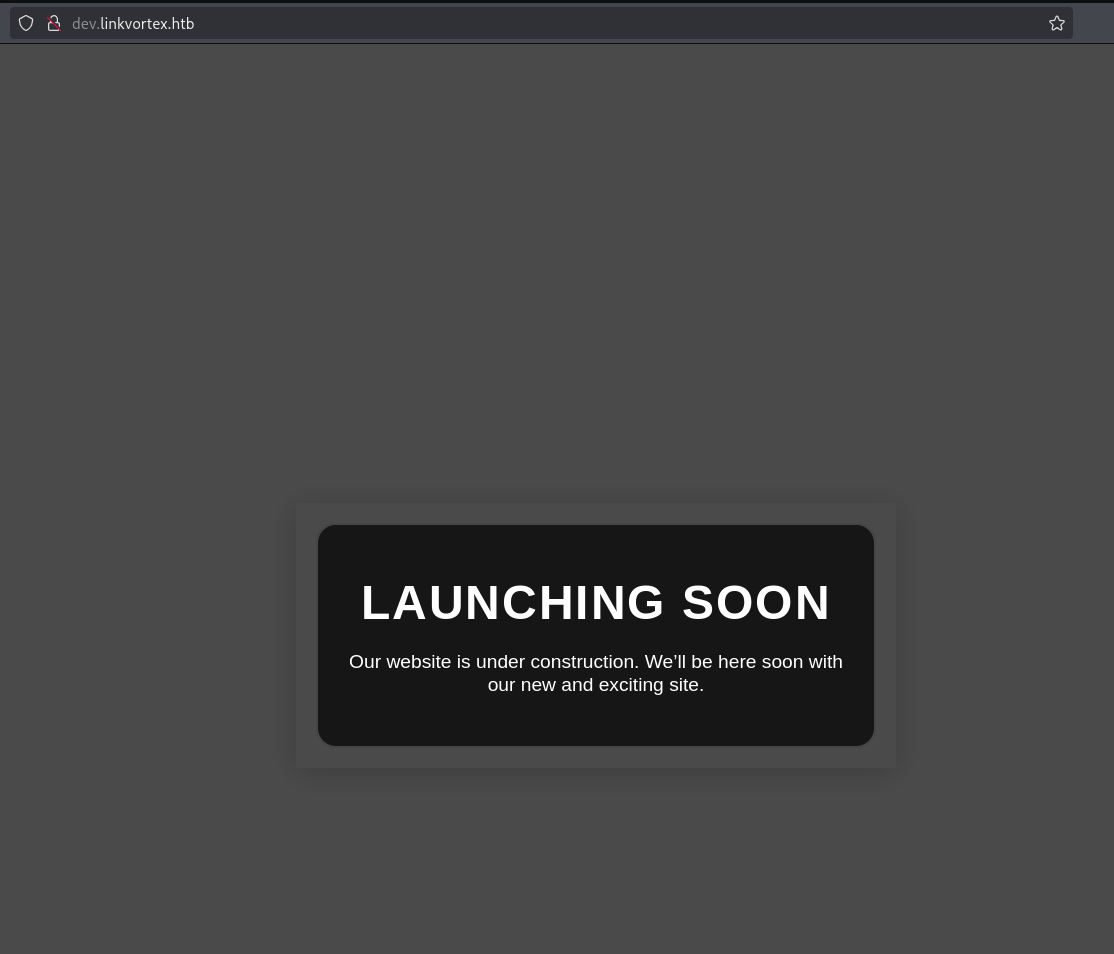 dev.linkvortex.htb
LAUNCHING SOON
Our website is under construction. We’ll be here soon with
our new and exciting site.